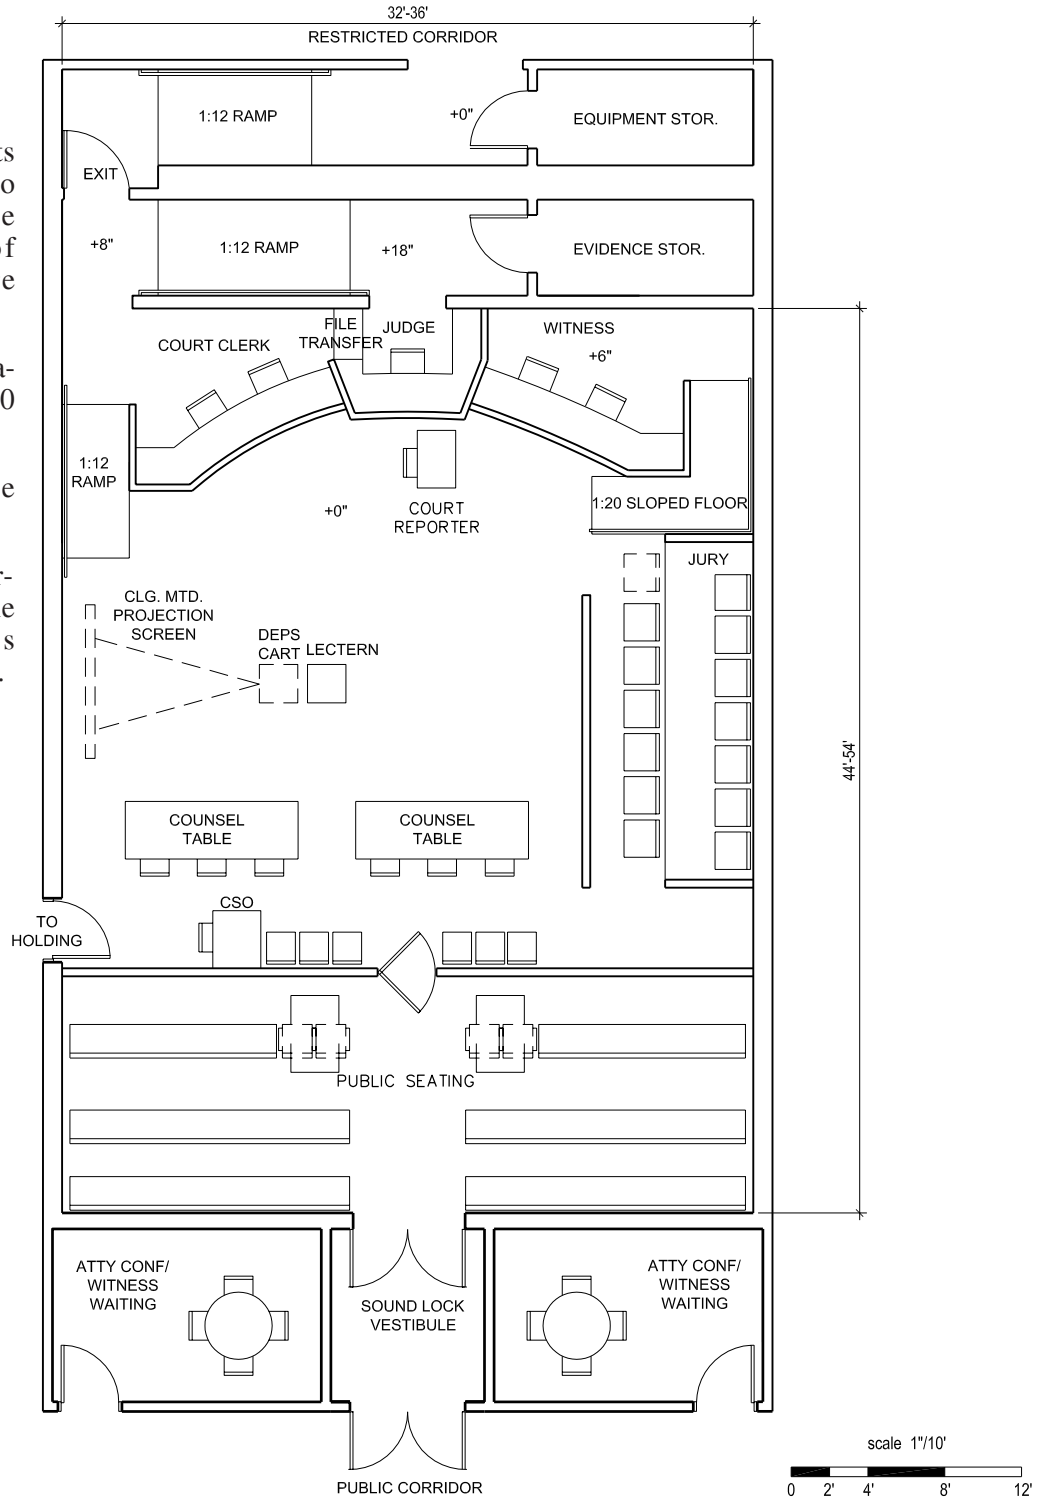 32'-36'
RESTRICTED CORRIDOR
1:12 RAMP
+0"
EQUIPMENT STOR.
EXIT
+8"
1:12 RAMP
+18"
EVIDENCE STOR.
COURT CLERK
FILE
TRANSFER
JUDGE
WITNESS
+6"
1:12
RAMP
+0"
COURT
REPORTER
1:20 SLOPED FLOOR
JURY
CLG. MTD.
PROJECTION
SCREEN
DEPS
CART
LECTERN
44'-54'
COUNSEL
TABLE
COUNSEL
TABLE
CSO
TO
HOLDING
PUBLIC SEATING
ATTY CONF/
WITNESS
WAITING
SOUND LOCK
VESTIBULE
ATTY CONF/
WITNESS
WAITING
PUBLIC CORRIDOR
scale 1"/10'
0 2' 4' 8' 12'